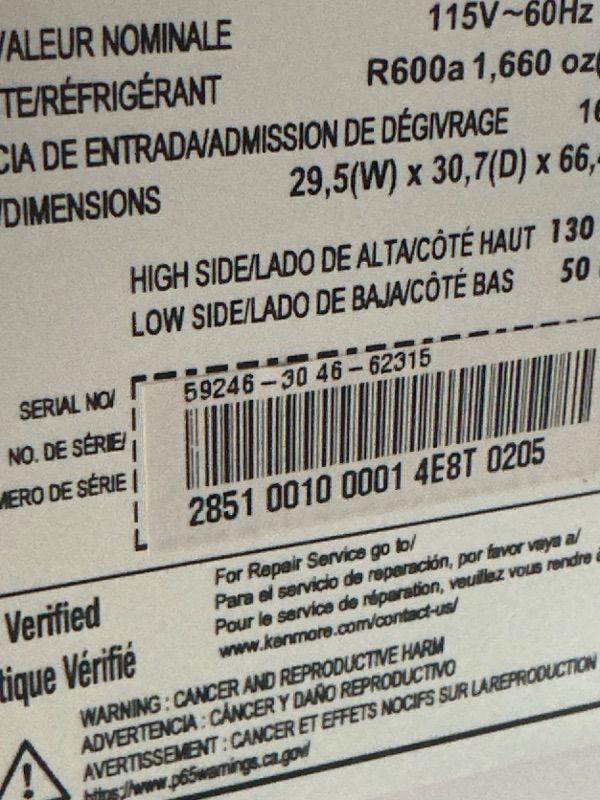 VALEUR NOMINALE 115V~60Hz
TE/RÉFRIGÉRANT R600a 1,660 oz(
CIA DE ENTRADA/ADMISSION DE DÉGIVRAGE 16
/DIMENSIONS 29,5(W) x 30,7(D) x 66,
HIGH SIDE/LADO DE ALTA/CÔTÉ HAUT 130
LOW SIDE/LADO DE BAJA/CÔTÉ BAS 50
SERIAL NO/
NO. DE SÉRIE/
MERO DE SÉRIE
59246-30 46-62315
2851 0010 0001 4E8T 0205
Verified
tique Vérifié
For Repair Service go to/
Para el servicio de reparación, por favor vaya a/
Pour le service de réparation, veuillez vous rendre à
www.kenmore.com/contact-us/
WARNING : CANCER AND REPRODUCTIVE HARM
ADVERTENCIA : CÁNCER Y DAÑO REPRODUCTIVO
AVERTISSEMENT : CANCER ET EFFETS NOCIFS SUR LAREPRODUCTION
https://www.p65warnings.ca.gov/